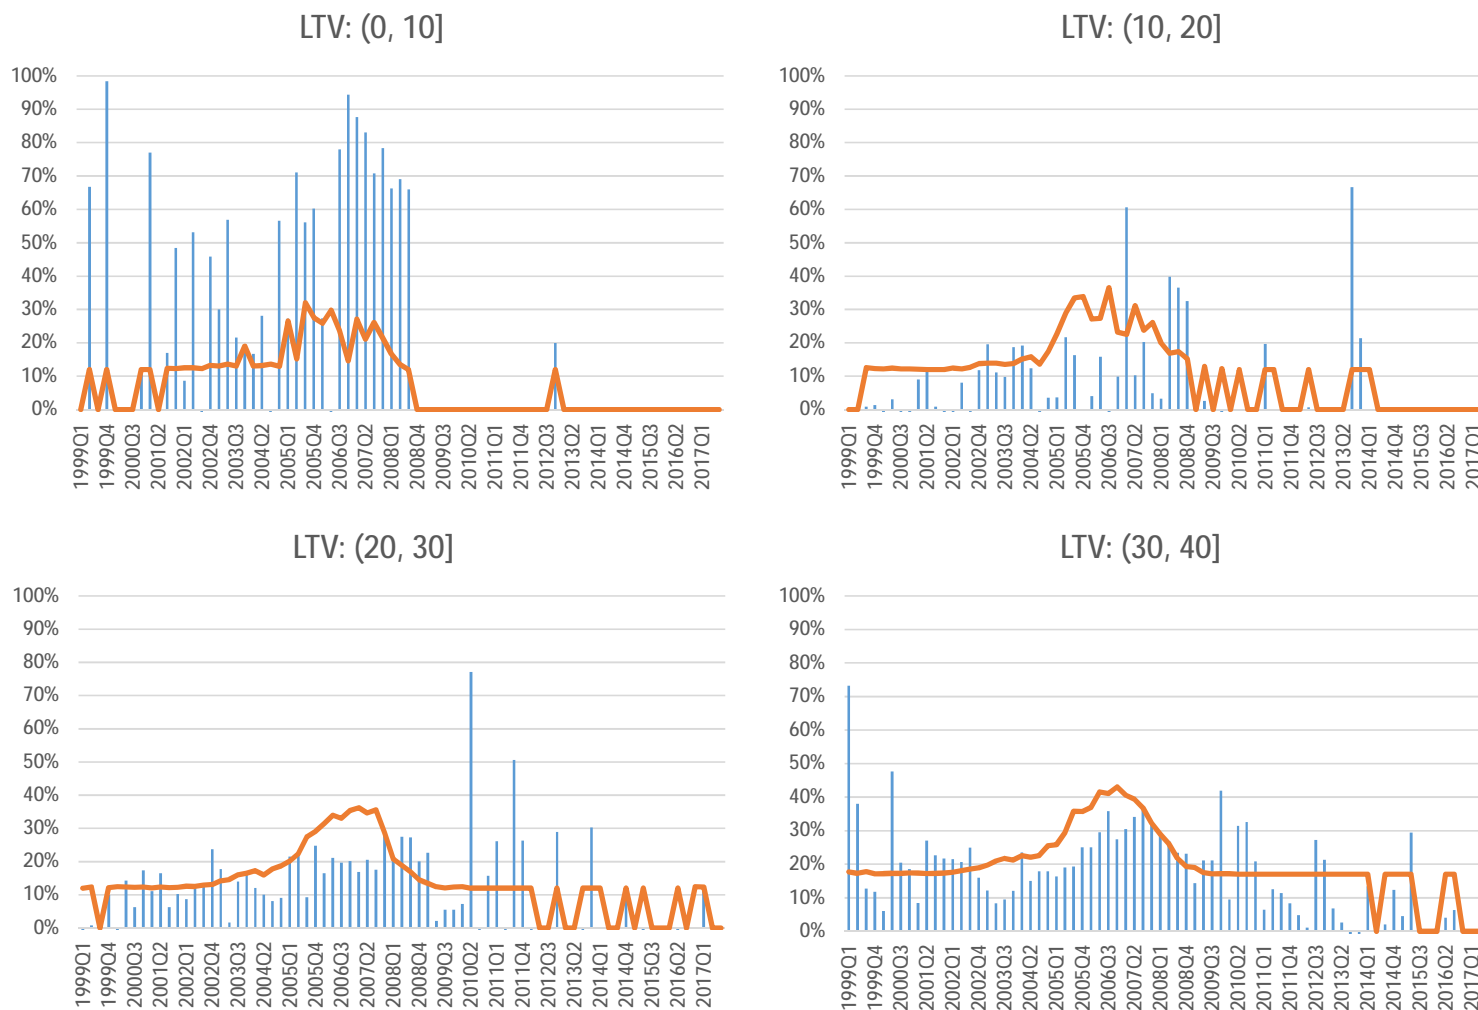 LTV: (0, 10]
100%
90%
80%
70%
60%
50%
40%
30%
20%
10%
0%
1999Q1
1999Q4
2000Q3
2001Q2
2002Q1
2002Q4
2003Q3
2004Q2
2005Q1
2005Q4
2006Q3
2007Q2
2008Q1
2008Q4
2009Q3
2010Q2
2011Q1
2011Q4
2012Q3
2013Q2
2014Q1
2014Q4
2015Q3
2016Q2
2017Q1
LTV: (10, 20]
100%
90%
80%
70%
60%
50%
40%
30%
20%
10%
0%
1999Q1
1999Q4
2000Q3
2001Q2
2002Q1
2002Q4
2003Q3
2004Q2
2005Q1
2005Q4
2006Q3
2007Q2
2008Q1
2008Q4
2009Q3
2010Q2
2011Q1
2011Q4
2012Q3
2013Q2
2014Q1
2014Q4
2015Q3
2016Q2
2017Q1
LTV: (20, 30]
100%
90%
80%
70%
60%
50%
40%
30%
20%
10%
0%
1999Q1
1999Q4
2000Q3
2001Q2
2002Q1
2002Q4
2003Q3
2004Q2
2005Q1
2005Q4
2006Q3
2007Q2
2008Q1
2008Q4
2009Q3
2010Q2
2011Q1
2011Q4
2012Q3
2013Q2
2014Q1
2014Q4
2015Q3
2016Q2
2017Q1
LTV: (30, 40]
100%
90%
80%
70%
60%
50%
40%
30%
20%
10%
0%
1999Q1
1999Q4
2000Q3
2001Q2
2002Q1
2002Q4
2003Q3
2004Q2
2005Q1
2005Q4
2006Q3
2007Q2
2008Q1
2008Q4
2009Q3
2010Q2
2011Q1
2011Q4
2012Q3
2013Q2
2014Q1
2014Q4
2015Q3
2016Q2
2017Q1